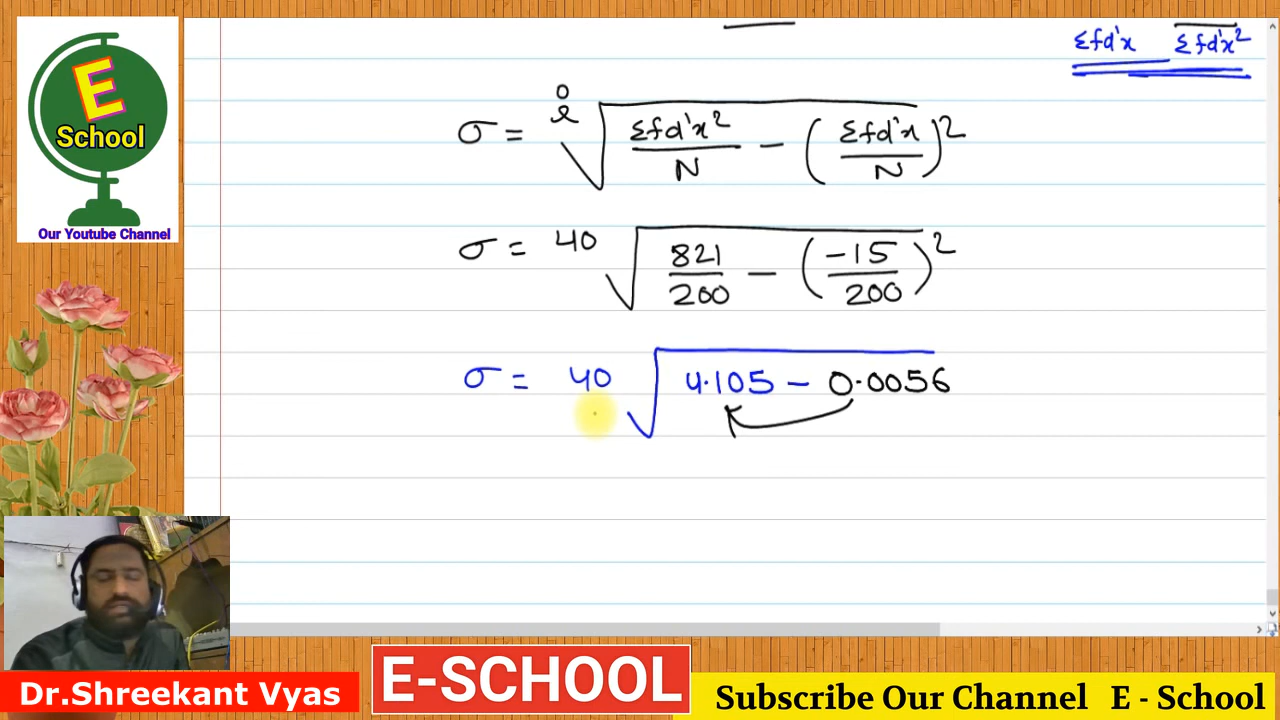 E
School
Our Youtube Channel
Σfd'x Σfd'x²
σ = i √ Σfd'x²/N − (Σfd'x/N)²
σ = 40 √ 821/200 − (-15/200)²
σ = 40 √ 4.105 − 0.0056
Dr.Shreekant Vyas
E-SCHOOL
Subscribe Our Channel E - School